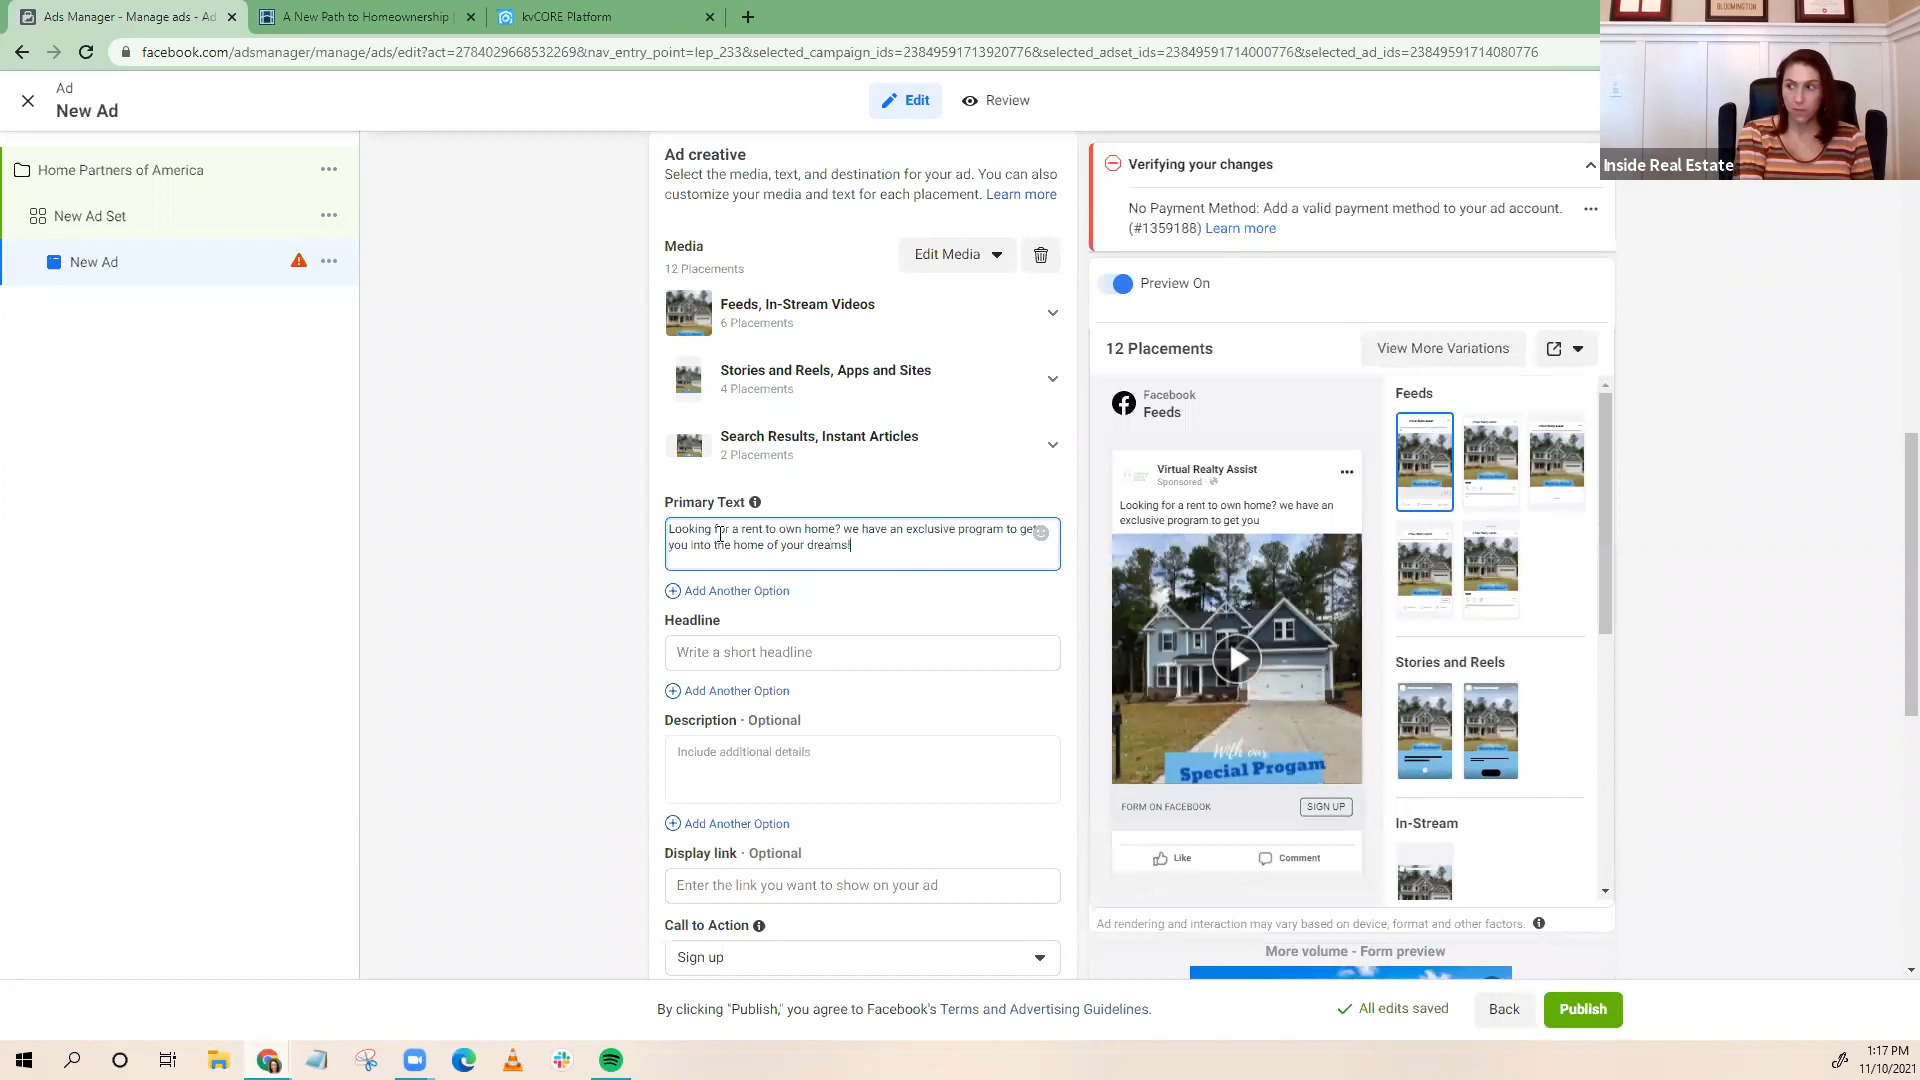 Ads Manager - Manage ads - Ad
A New Path to Homeownership |
kvCORE Platform
facebook.com/adsmanager/manage/ads/edit?act=278402966853226​9&nav_entry_point=lep_233&selected_campaign_ids=23849591713920776&selected_adset_ids=23849591714000776&selected_ad_ids=23849591714080776
BLOOMINGTON
Inside Real Estate
Ad
New Ad
Edit
Review
Home Partners of America
New Ad Set
New Ad
Ad creative
Select the media, text, and destination for your ad. You can also
customize your media and text for each placement. Learn more
Media
12 Placements
Edit Media
Feeds, In-Stream Videos
6 Placements
Stories and Reels, Apps and Sites
4 Placements
Search Results, Instant Articles
2 Placements
Primary Text
Looking for a rent to own home? we have an exclusive program to get
you into the home of your dreams!
Add Another Option
Headline
Write a short headline
Add Another Option
Description · Optional
Include additional details
Add Another Option
Display link · Optional
Enter the link you want to show on your ad
Call to Action
Sign up
Verifying your changes
No Payment Method: Add a valid payment method to your ad account.
(#1359188) Learn more
Preview On
12 Placements
View More Variations
Facebook
Feeds
Virtual Realty Assist
Sponsored ·
Looking for a rent to own home? we have an
exclusive program to get you
With our
Special Progam
FORM ON FACEBOOK
SIGN UP
Like
Comment
Feeds
Stories and Reels
In-Stream
Ad rendering and interaction may vary based on device, format and other factors.
More volume - Form preview
By clicking "Publish," you agree to Facebook's Terms and Advertising Guidelines.
All edits saved
Back
Publish
1:17 PM
11/10/2021